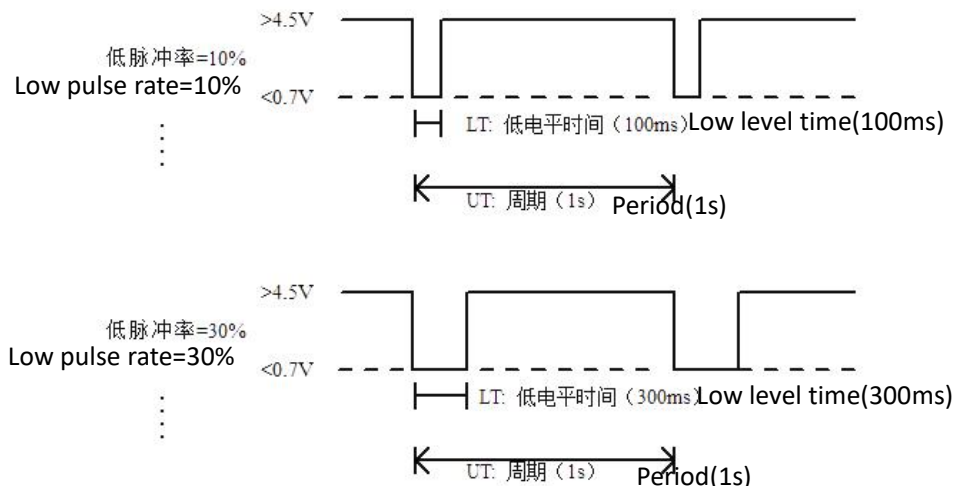 >4.5V
低脉冲率=10%
Low pulse rate=10%
<0.7V
LT: 低电平时间（100ms） Low level time(100ms)
UT: 周期（1s） Period(1s)
>4.5V
低脉冲率=30%
Low pulse rate=30%
<0.7V
LT: 低电平时间（300ms） Low level time(300ms)
UT: 周期（1s） Period(1s)